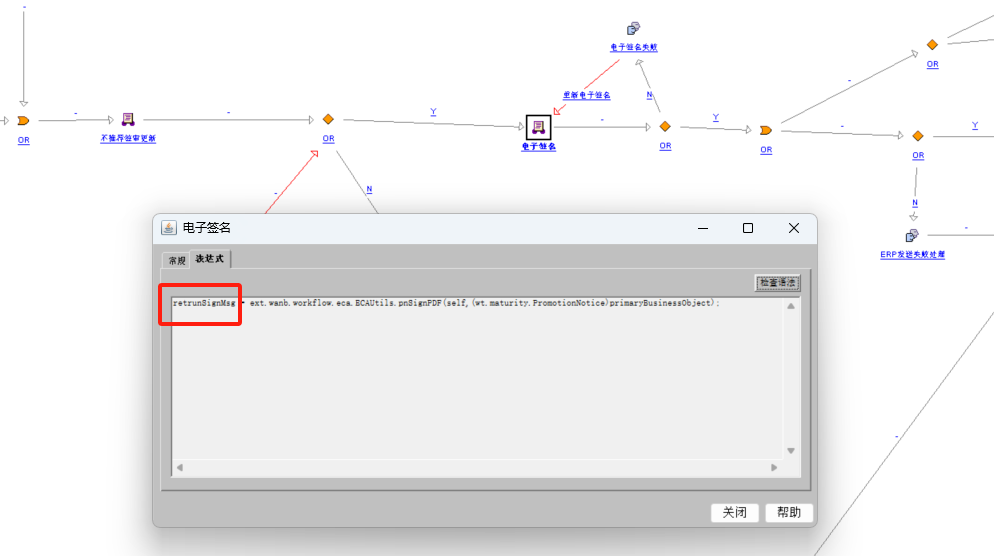 -
电子签名失败
OR
重新电子签名
N
-
-
-
Y
-
Y
-
Y
OR
不推荐签审更新
OR
电子签名
OR
OR
OR
-
N
N
-
ERP发送失败处理
电子签名
常规
表达式
检查语法
retrunSignMsg = ext.wanb.workflow.eca.ECAUtils.pnSignPDF(self,(wt.maturity.PromotionNotice)primaryBusinessObject);
-
关闭
帮助